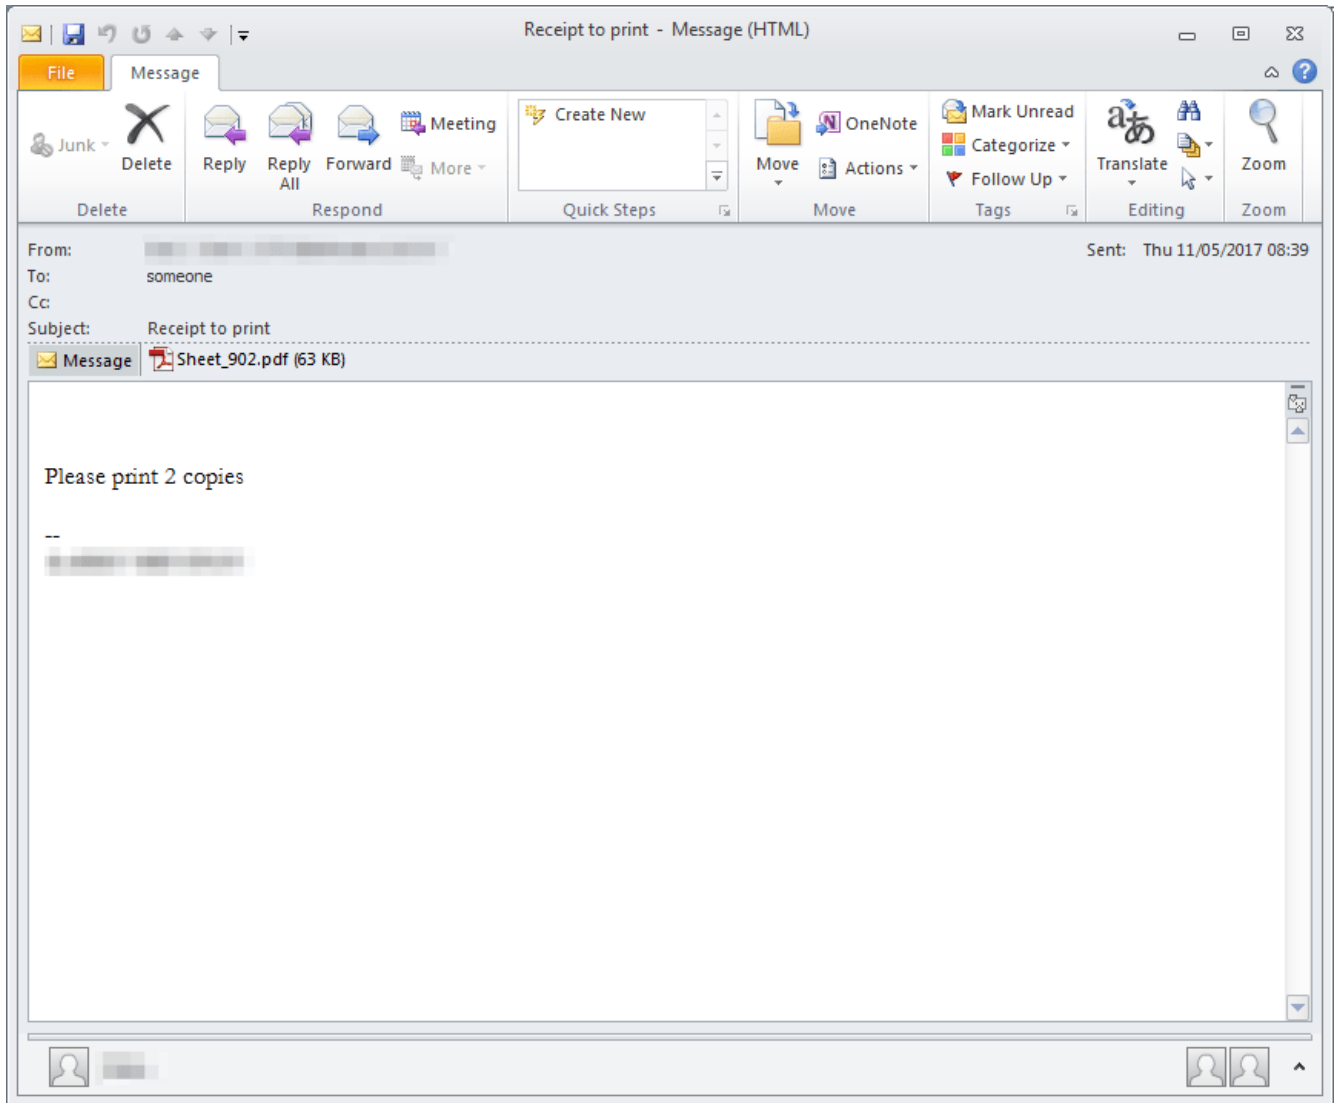 Receipt to print - Message (HTML)
File Message
Junk
Delete
Reply
Reply All
Forward
Meeting
More
Create New
Move
OneNote
Actions
Mark Unread
Categorize
Follow Up
Translate
Zoom
Delete Respond Quick Steps Move Tags Editing Zoom
From:
Sent: Thu 11/05/2017 08:39
To: someone
Cc:
Subject: Receipt to print
Message Sheet_902.pdf (63 KB)
Please print 2 copies
--